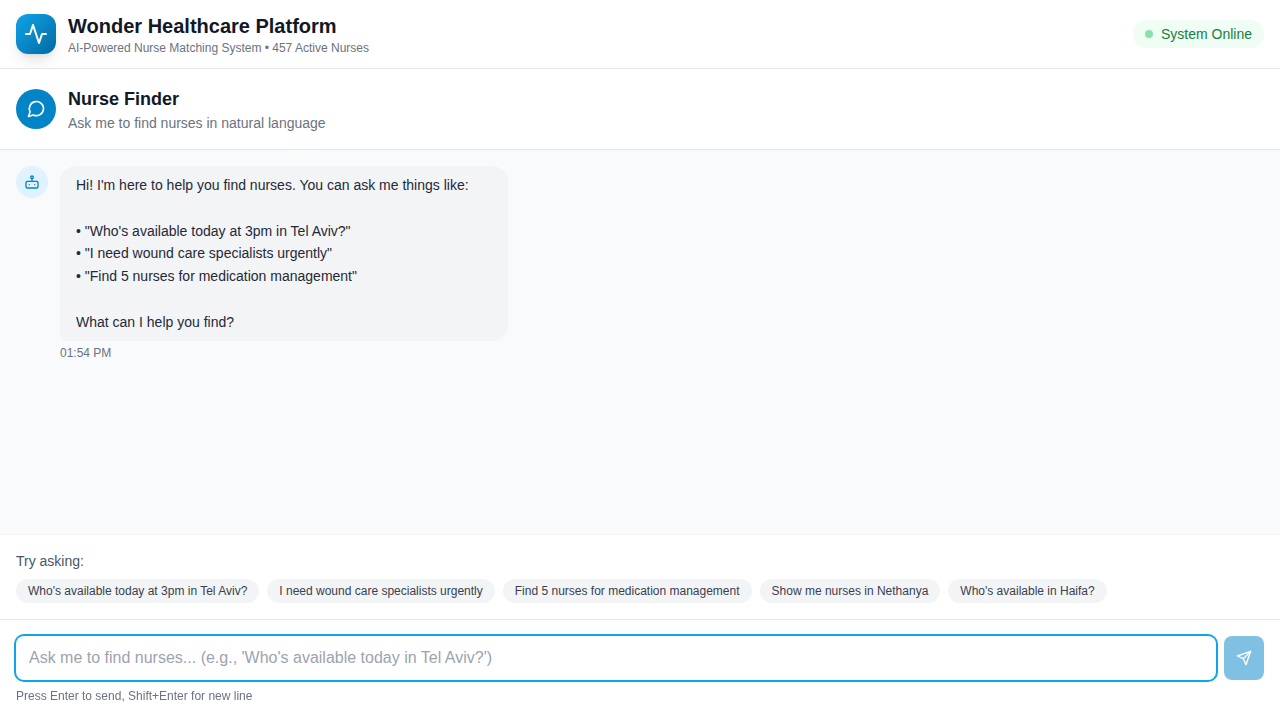 Wonder Healthcare Platform
AI-Powered Nurse Matching System • 457 Active Nurses
System Online
Nurse Finder
Ask me to find nurses in natural language
Hi! I'm here to help you find nurses. You can ask me things like:
• "Who's available today at 3pm in Tel Aviv?"
• "I need wound care specialists urgently"
• "Find 5 nurses for medication management"
What can I help you find?
01:54 PM
Try asking:
Who's available today at 3pm in Tel Aviv?
I need wound care specialists urgently
Find 5 nurses for medication management
Show me nurses in Nethanya
Who's available in Haifa?
Ask me to find nurses... (e.g., 'Who's available today in Tel Aviv?')
Press Enter to send, Shift+Enter for new line